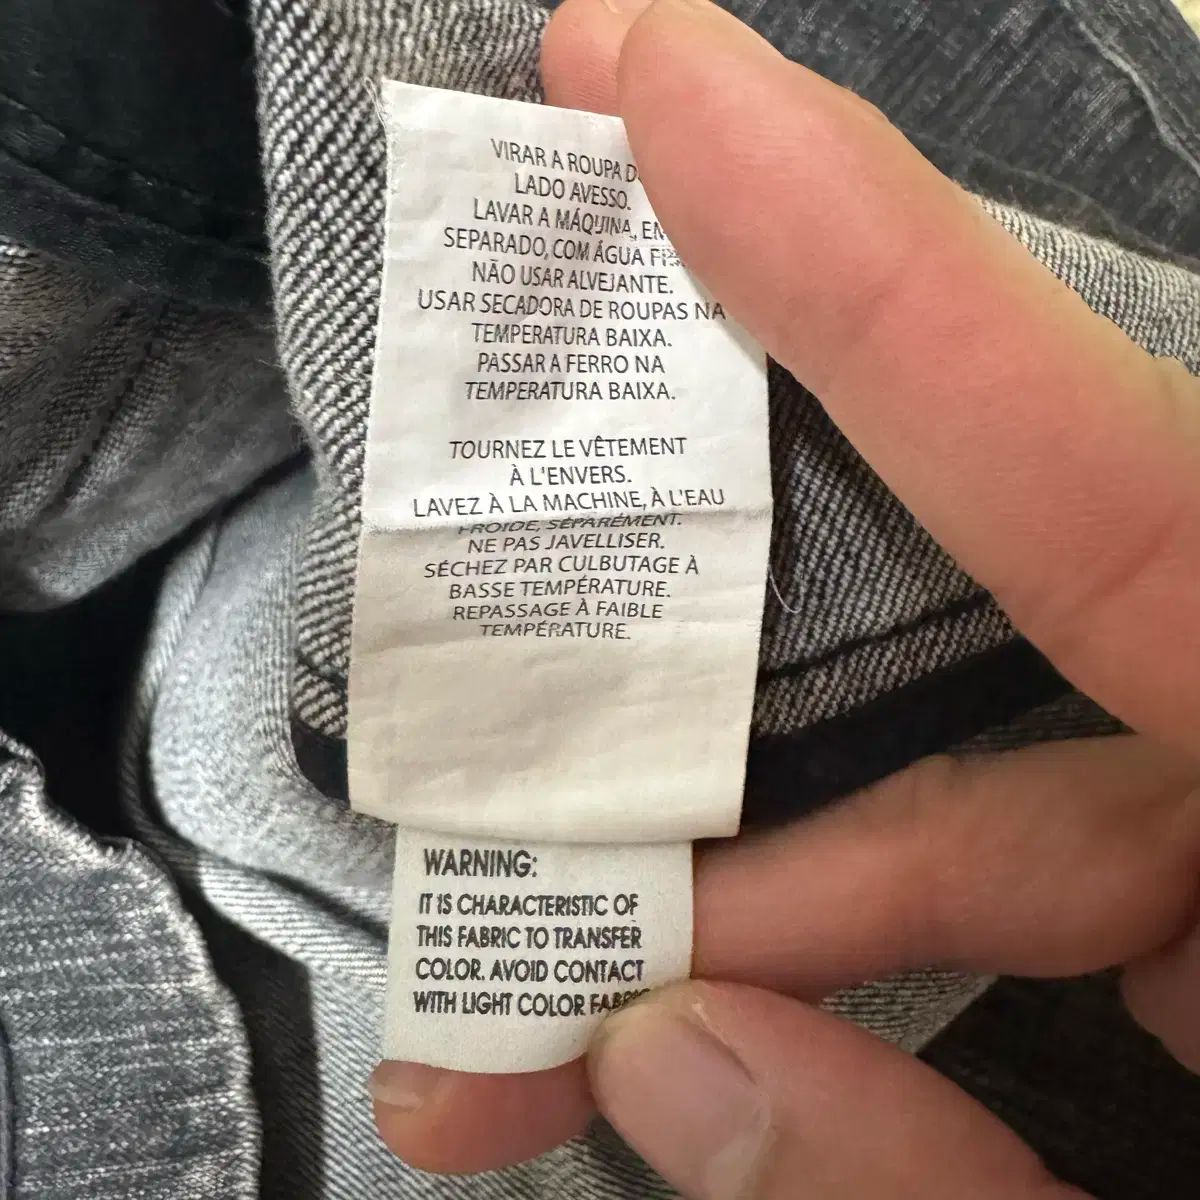 VIRAR A ROUPA
LADO AVESSO.
LAVAR A MÁQUINA,
SEPARADO, COM ÁGUA
NÃO USAR ALVEJANTE.
USAR SECADORA DE ROUPAS NA
TEMPERATURA BAIXA.
PASSAR A FERRO NA
TEMPERATURA BAIXA.
TOURNEZ LE VÊTEMENT
À L'ENVERS.
LAVEZ À LA MACHINE, À L'EAU
FROIDE, SÉPARÉMENT.
NE PAS JAVELLISER.
SÉCHEZ PAR CULBUTAGE À
BASSE TEMPÉRATURE.
REPASSAGE À FAIBLE
TEMPÉRATURE.
WARNING:
IT IS CHARACTERISTIC OF
THIS FABRIC TO TRANSFER
COLOR. AVOID CONTACT
WITH LIGHT COLOR